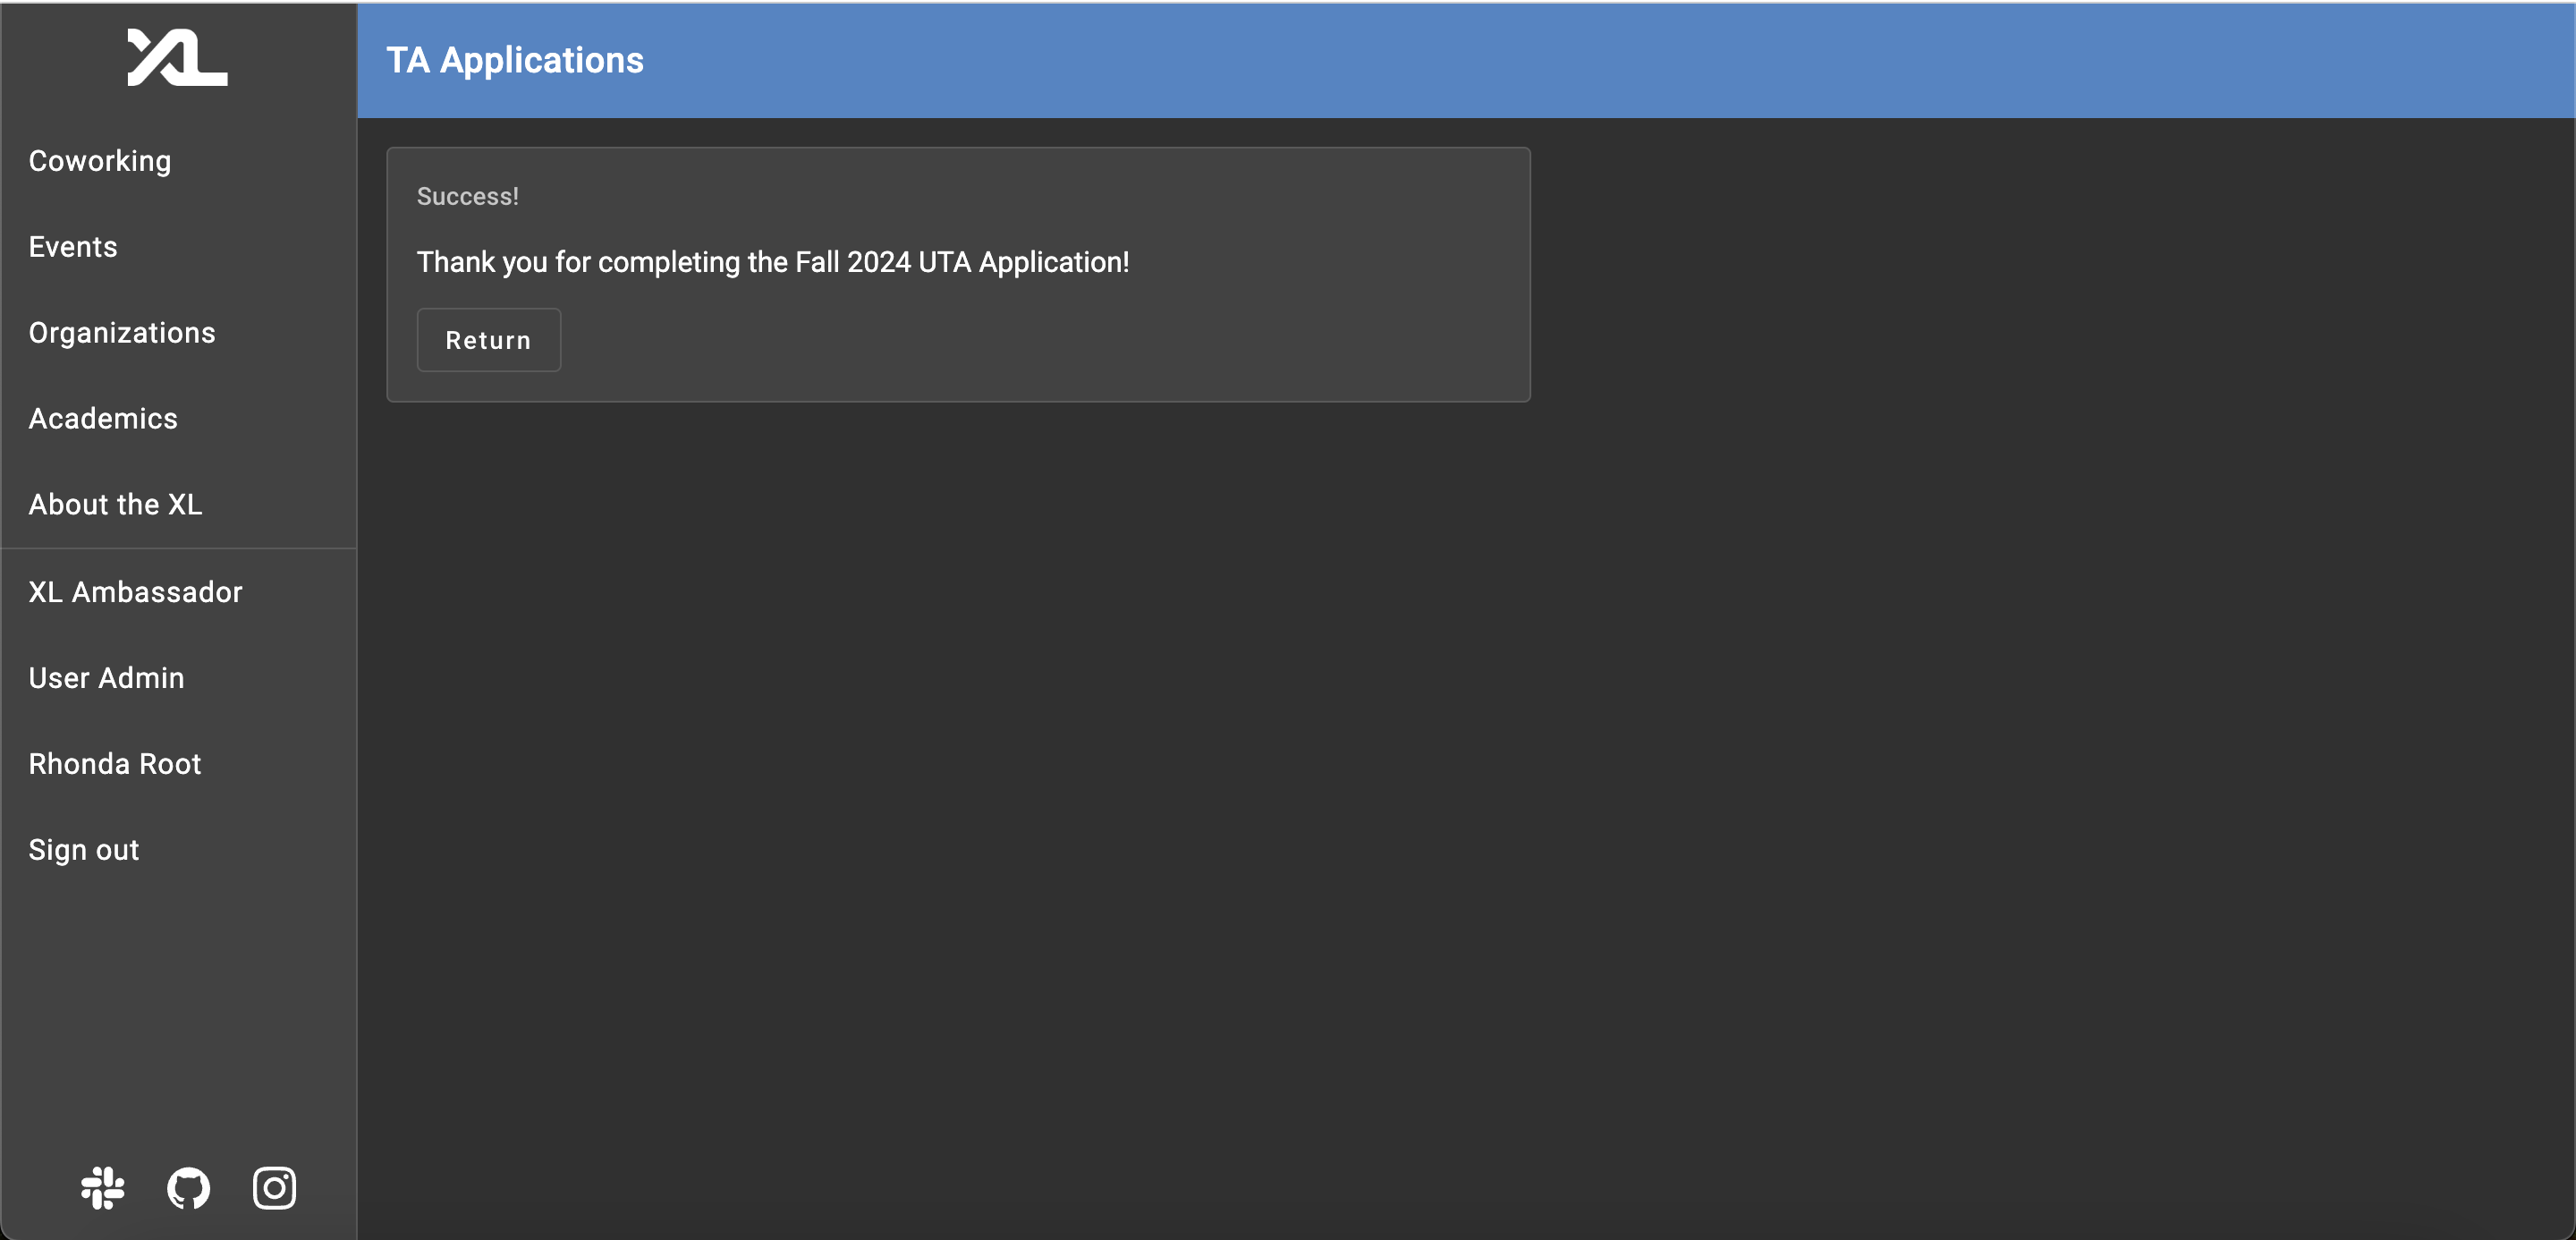 XL
Coworking
Events
Organizations
Academics
About the XL
XL Ambassador
User Admin
Rhonda Root
Sign out
TA Applications
Success!
Thank you for completing the Fall 2024 UTA Application!
Return